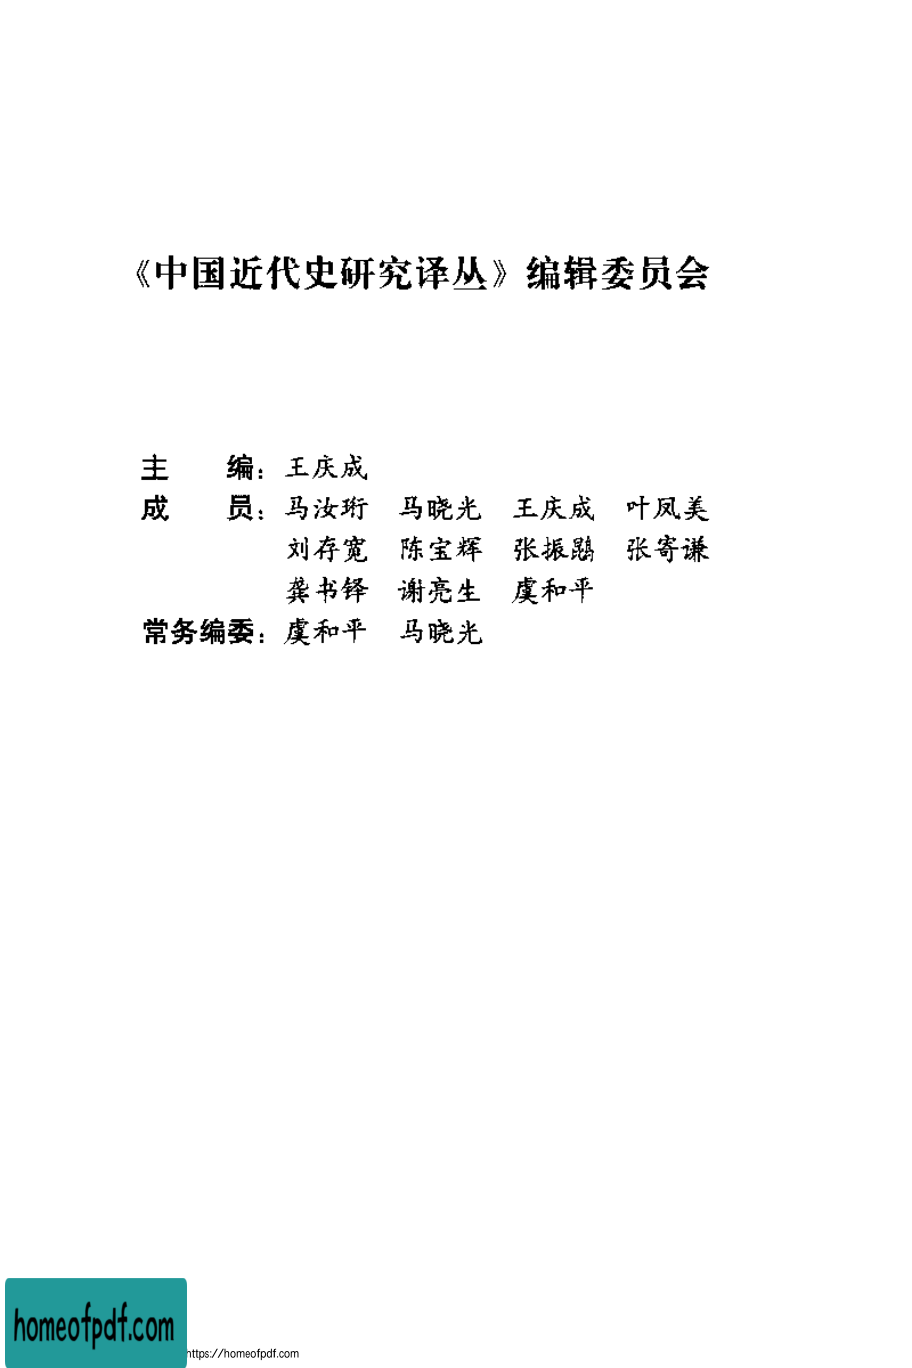 《中国近代史研究译丛》编辑委员会
主　　编：王庆成
成　　员：马汝珩　马晓光　王庆成　叶凤美
刘存宽　陈宝辉　张振鹍　张寄谦
龚书铎　谢亮生　虞和平
常务编委：虞和平　马晓光
homeofpdf.com
https://homeofpdf.com